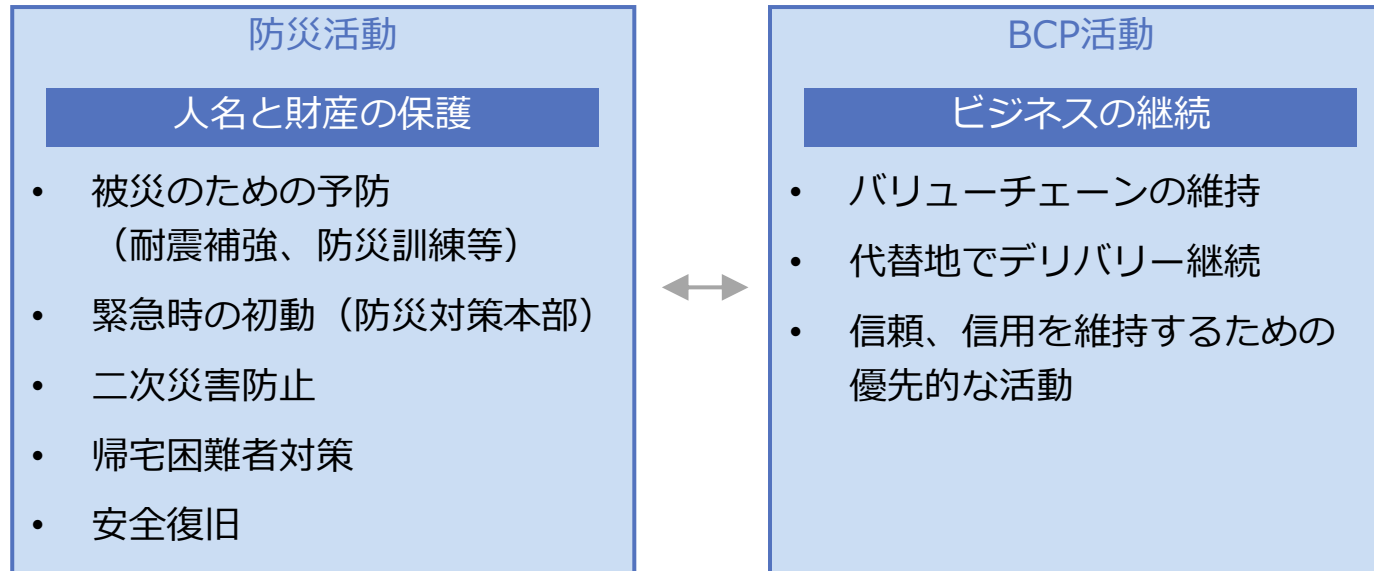 防災活動
人名と財産の保護
• 被災のための予防
（耐震補強、防災訓練等）
• 緊急時の初動（防災対策本部）
• 二次災害防止
• 帰宅困難者対策
• 安全復旧
BCP活動
ビジネスの継続
• バリューチェーンの維持
• 代替地でデリバリー継続
• 信頼、信用を維持するための
優先的な活動